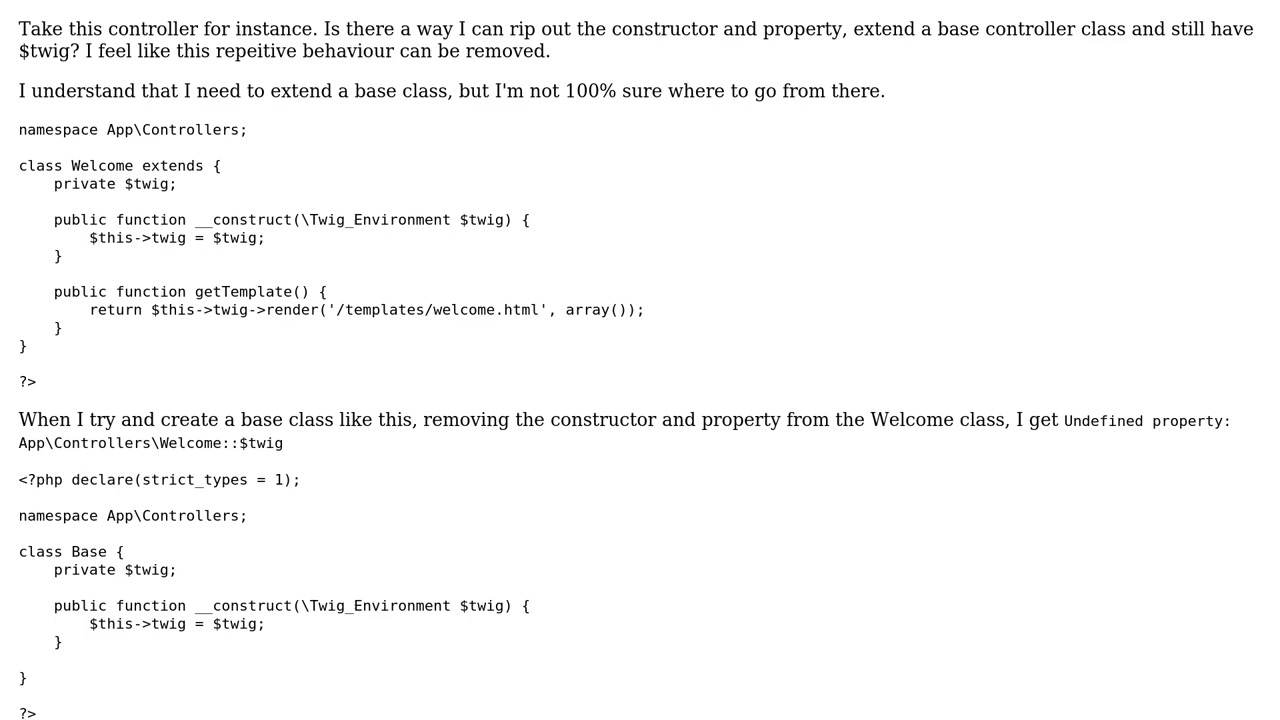 Take this controller for instance. Is there a way I can rip out the constructor and property, extend a base controller class and still have
$twig? I feel like this repeitive behaviour can be removed.
I understand that I need to extend a base class, but I'm not 100% sure where to go from there.
namespace App\Controllers;
class Welcome extends {
    private $twig;
    public function __construct(\Twig_Environment $twig) {
        $this->twig = $twig;
    }
    public function getTemplate() {
        return $this->twig->render('/templates/welcome.html', array());
    }
}
?>
When I try and create a base class like this, removing the constructor and property from the Welcome class, I get Undefined property:
App\Controllers\Welcome::$twig
<?php declare(strict_types = 1);
namespace App\Controllers;
class Base {
    private $twig;
    public function __construct(\Twig_Environment $twig) {
        $this->twig = $twig;
    }
}
?>